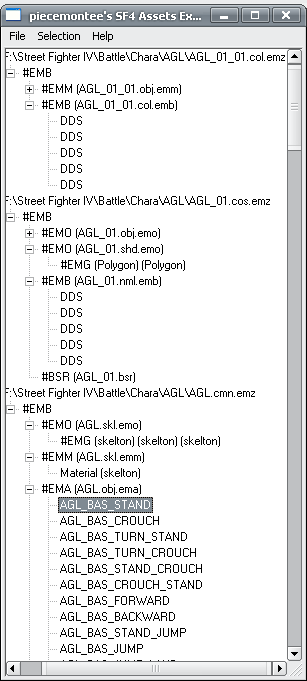 piecemontee's SF4 Assets Ex...
File Selection Help
F:\Street Fighter IV\Battle\Chara\AGL\AGL_01_01.col.emz
#EMB
#EMM (AGL_01_01.obj.emm)
#EMB (AGL_01_01.col.emb)
DDS
DDS
DDS
DDS
DDS
F:\Street Fighter IV\Battle\Chara\AGL\AGL_01.cos.emz
#EMB
#EMO (AGL_01.obj.emo)
#EMO (AGL_01.shd.emo)
#EMG (Polygon) (Polygon)
#EMB (AGL_01.nml.emb)
DDS
DDS
DDS
DDS
DDS
#BSR (AGL_01.bsr)
F:\Street Fighter IV\Battle\Chara\AGL\AGL.cmn.emz
#EMB
#EMO (AGL.skl.emo)
#EMG (skelton) (skelton) (skelton)
#EMM (AGL.skl.emm)
Material (skelton)
#EMA (AGL.obj.ema)
AGL_BAS_STAND
AGL_BAS_CROUCH
AGL_BAS_TURN_STAND
AGL_BAS_TURN_CROUCH
AGL_BAS_STAND_CROUCH
AGL_BAS_CROUCH_STAND
AGL_BAS_FORWARD
AGL_BAS_BACKWARD
AGL_BAS_STAND_JUMP
AGL_BAS_JUMP